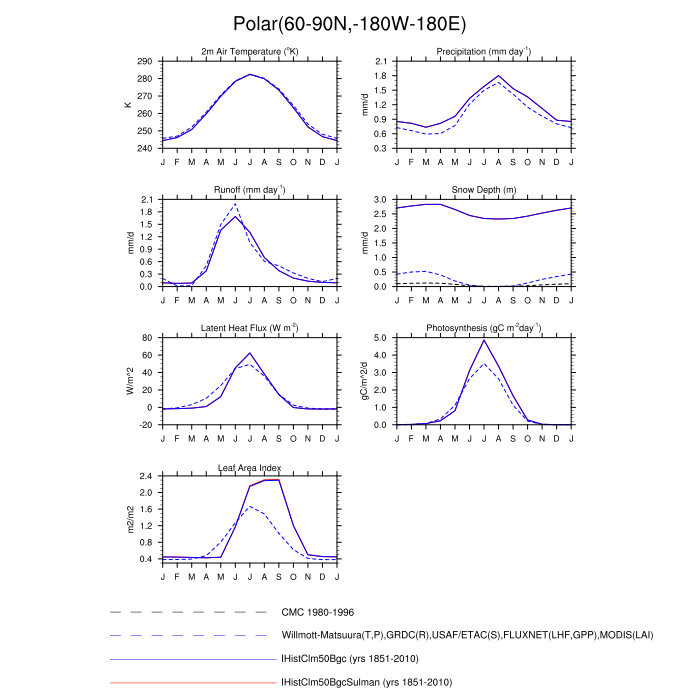 Polar(60-90N,-180W-180E)
2m Air Temperature (°K)
Precipitation (mm day⁻¹)
290
280
270
260
250
240
K
J F M A M J J A S O N D J
2.1
1.8
1.5
1.2
0.9
0.6
0.3
mm/d
J F M A M J J A S O N D J
Runoff (mm day⁻¹)
Snow Depth (m)
2.1
1.8
1.5
1.2
0.9
0.6
0.3
0.0
mm/d
J F M A M J J A S O N D J
3.0
2.5
2.0
1.5
1.0
0.5
0.0
mm/d
J F M A M J J A S O N D J
Latent Heat Flux (W m⁻²)
Photosynthesis (gC m⁻²day⁻¹)
80
60
40
20
0
-20
W/m^2
J F M A M J J A S O N D J
5.0
4.0
3.0
2.0
1.0
0.0
gC/m^2/d
J F M A M J J A S O N D J
Leaf Area Index
2.4
2.0
1.6
1.2
0.8
0.4
m2/m2
J F M A M J J A S O N D J
CMC 1980-1996
Willmott-Matsuura(T,P),GRDC(R),USAF/ETAC(S),FLUXNET(LHF,GPP),MODIS(LAI)
IHistClm50Bgc (yrs 1851-2010)
IHistClm50BgcSulman (yrs 1851-2010)